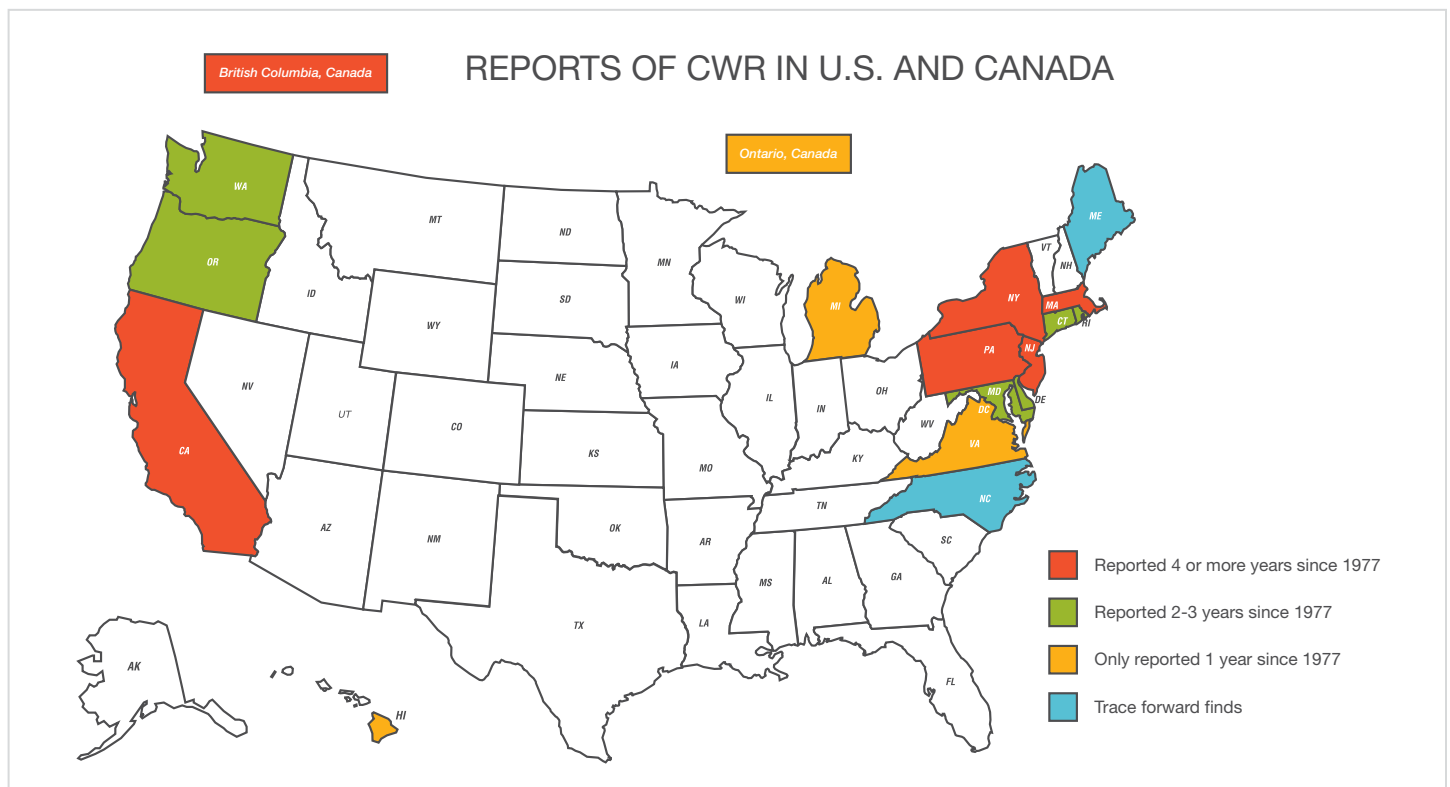 REPORTS OF CWR IN U.S. AND CANADA
British Columbia, Canada
Ontario, Canada
WA
OR
CA
ID
NV
MT
WY
UT
AZ
CO
NM
ND
SD
NE
KS
OK
TX
MN
IA
MO
AR
LA
WI
IL
MI
IN
OH
KY
TN
MS
AL
GA
FL
SC
NC
VA
WV
DC
MD
DE
PA
NJ
NY
CT
RI
MA
VT
NH
ME
AK
HI
Reported 4 or more years since 1977
Reported 2-3 years since 1977
Only reported 1 year since 1977
Trace forward finds